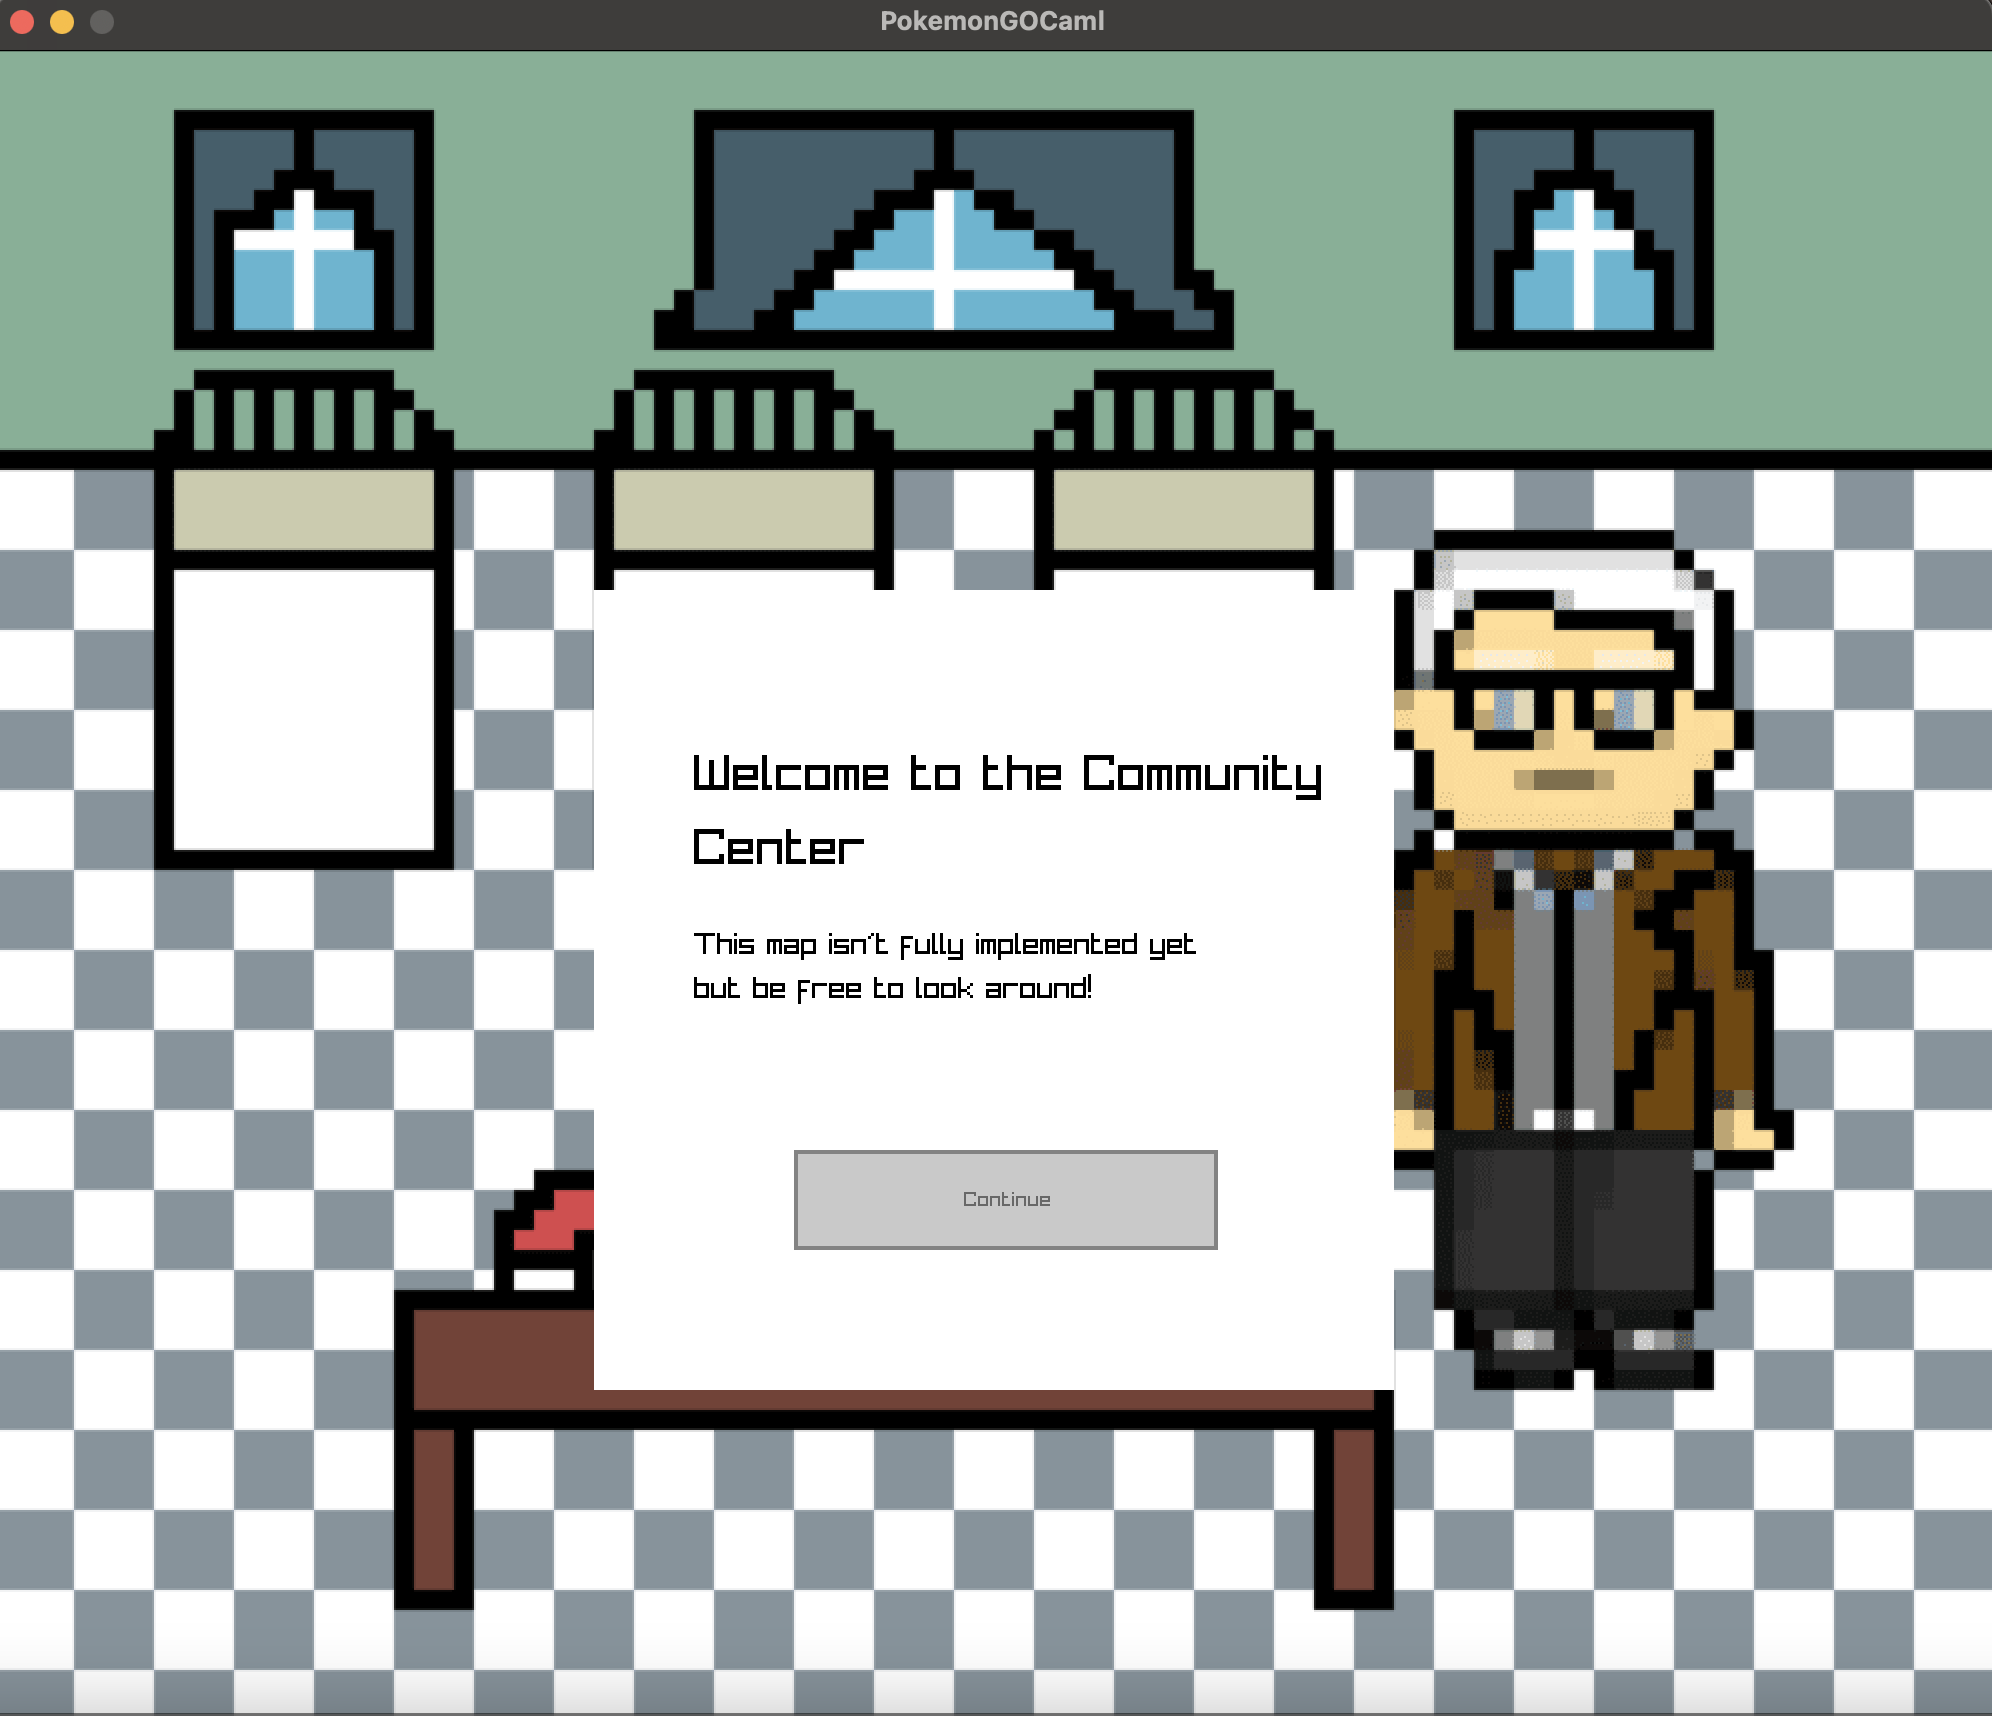 PokemonGOCaml
Welcome to the Community
Center
This map isn't fully implemented yet
but be free to look around!
Continue